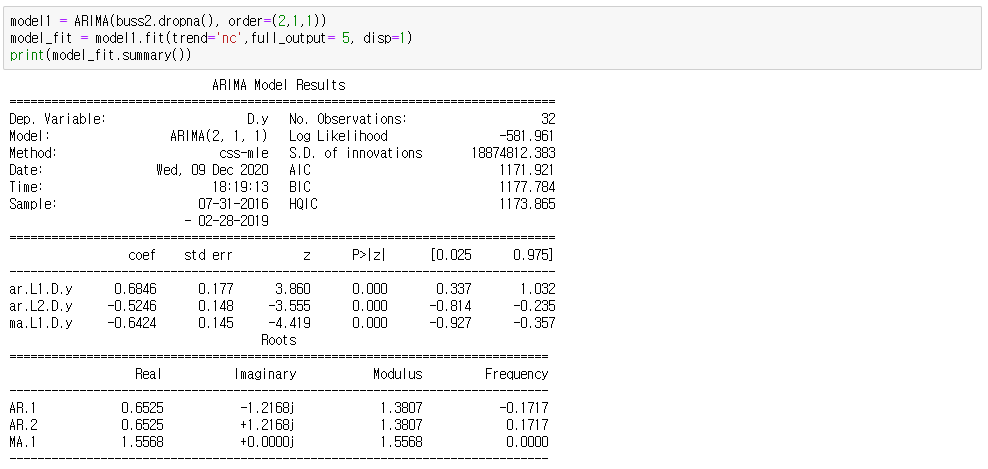 model1 = ARIMA(buss2.dropna(), order=(2,1,1))
model_fit = model1.fit(trend='nc',full_output= 5, disp=1)
print(model_fit.summary())
ARIMA Model Results
==============================================================================
Dep. Variable: D.y No. Observations: 32
Model: ARIMA(2, 1, 1) Log Likelihood -581.961
Method: css-mle S.D. of innovations 18874812.383
Date: Wed, 09 Dec 2020 AIC 1171.921
Time: 18:19:13 BIC 1177.784
Sample: 07-31-2016 HQIC 1173.865
- 02-28-2019
==============================================================================
coef std err z P>|z| [0.025 0.975]
------------------------------------------------------------------------------
ar.L1.D.y 0.6846 0.177 3.860 0.000 0.337 1.032
ar.L2.D.y -0.5246 0.148 -3.555 0.000 -0.814 -0.235
ma.L1.D.y -0.6424 0.145 -4.419 0.000 -0.927 -0.357
Roots
=============================================================================
Real Imaginary Modulus Frequency
-----------------------------------------------------------------------------
AR.1 0.6525 -1.2168j 1.3807 -0.1717
AR.2 0.6525 +1.2168j 1.3807 0.1717
MA.1 1.5568 +0.0000j 1.5568 0.0000
-----------------------------------------------------------------------------